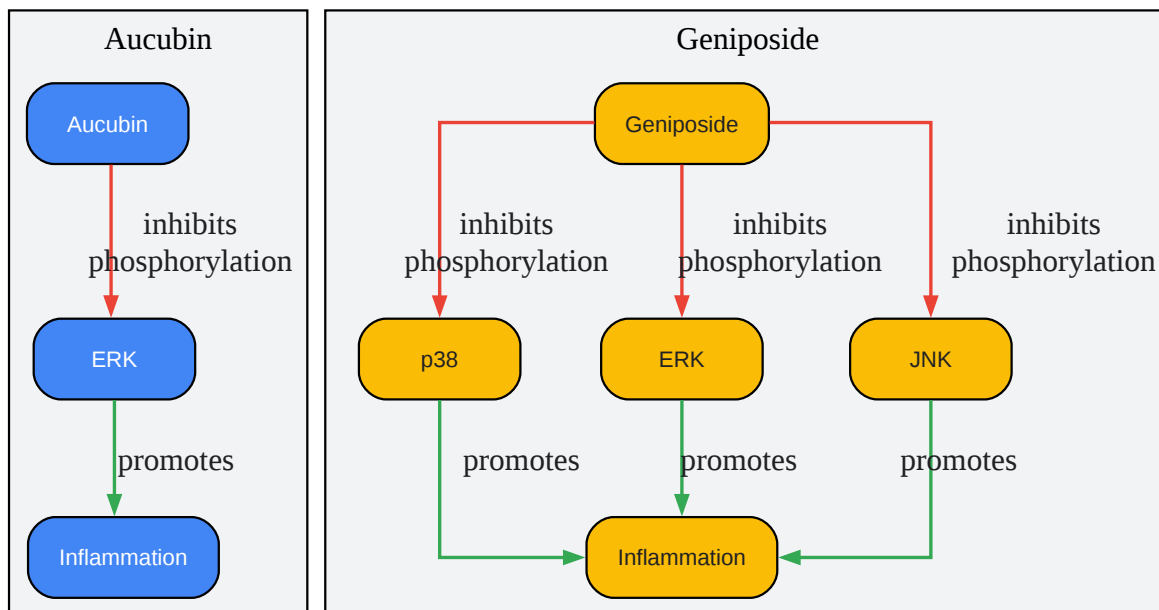 Aucubin
Aucubin
inhibits
phosphorylation
ERK
promotes
Inflammation
Geniposide
Geniposide
inhibits
phosphorylation
inhibits
phosphorylation
inhibits
phosphorylation
p38
ERK
JNK
promotes
promotes
promotes
Inflammation